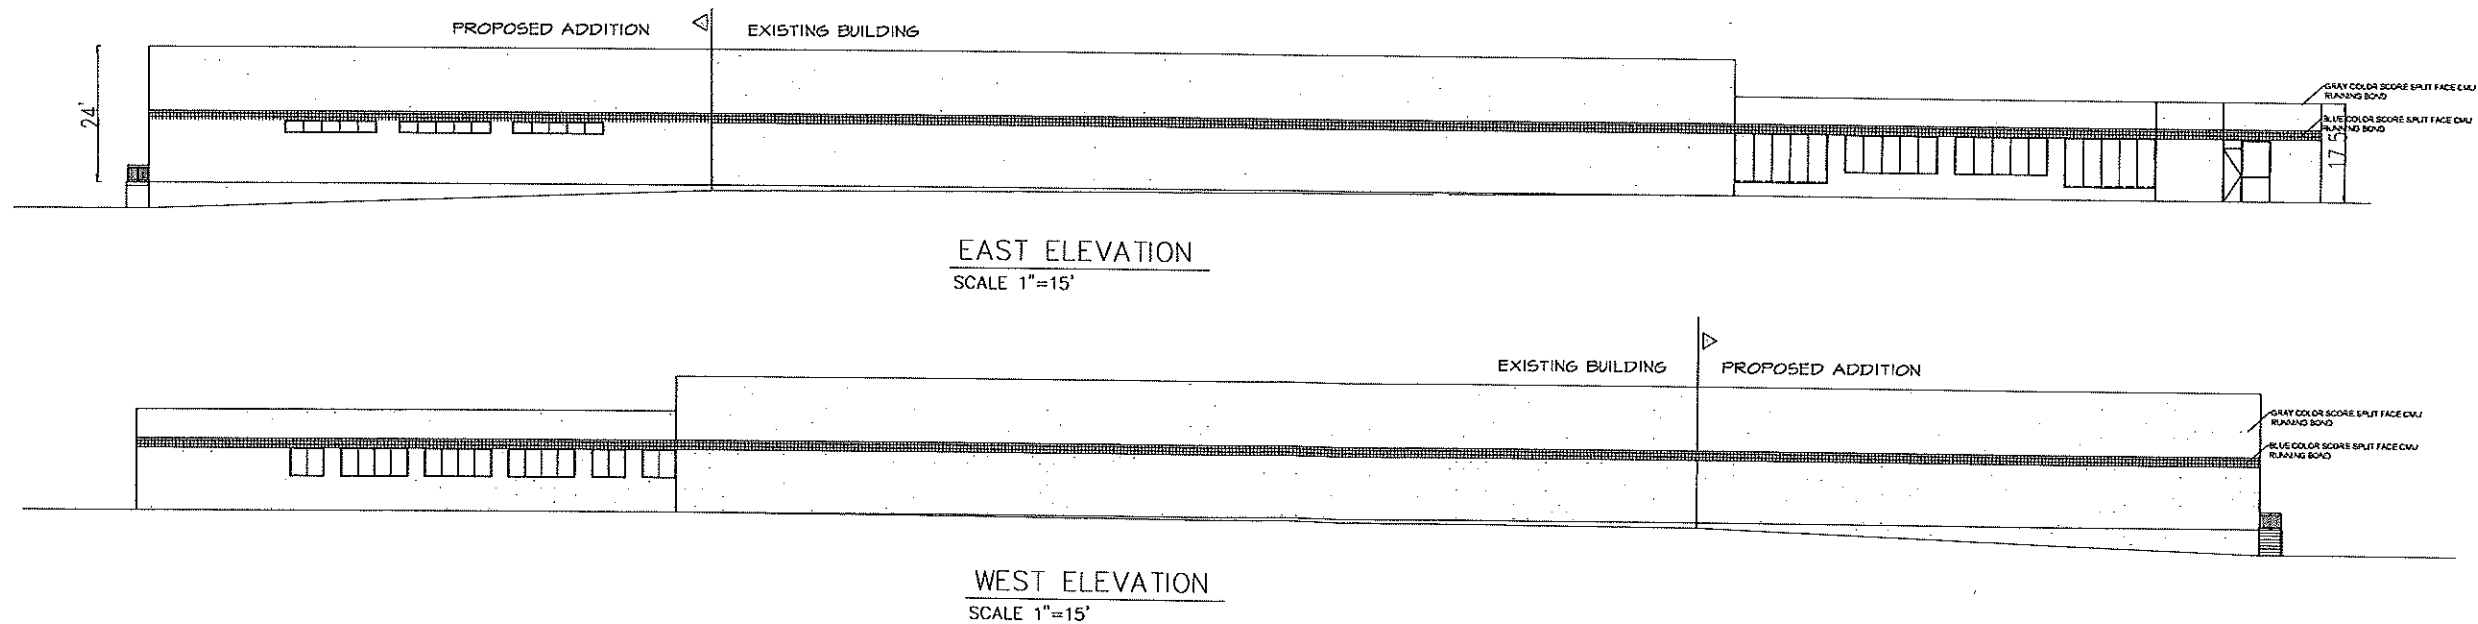 PROPOSED ADDITION
EXISTING BUILDING
24'
GRAY COLOR SCORE SPLIT FACE CMU
RUNNING BOND
BLUE COLOR SCORE SPLIT FACE CMU
RUNNING BOND
17.5
EAST ELEVATION
SCALE 1"=15'
EXISTING BUILDING
PROPOSED ADDITION
GRAY COLOR SCORE SPLIT FACE CMU
RUNNING BOND
BLUE COLOR SCORE SPLIT FACE CMU
RUNNING BOND
WEST ELEVATION
SCALE 1"=15'